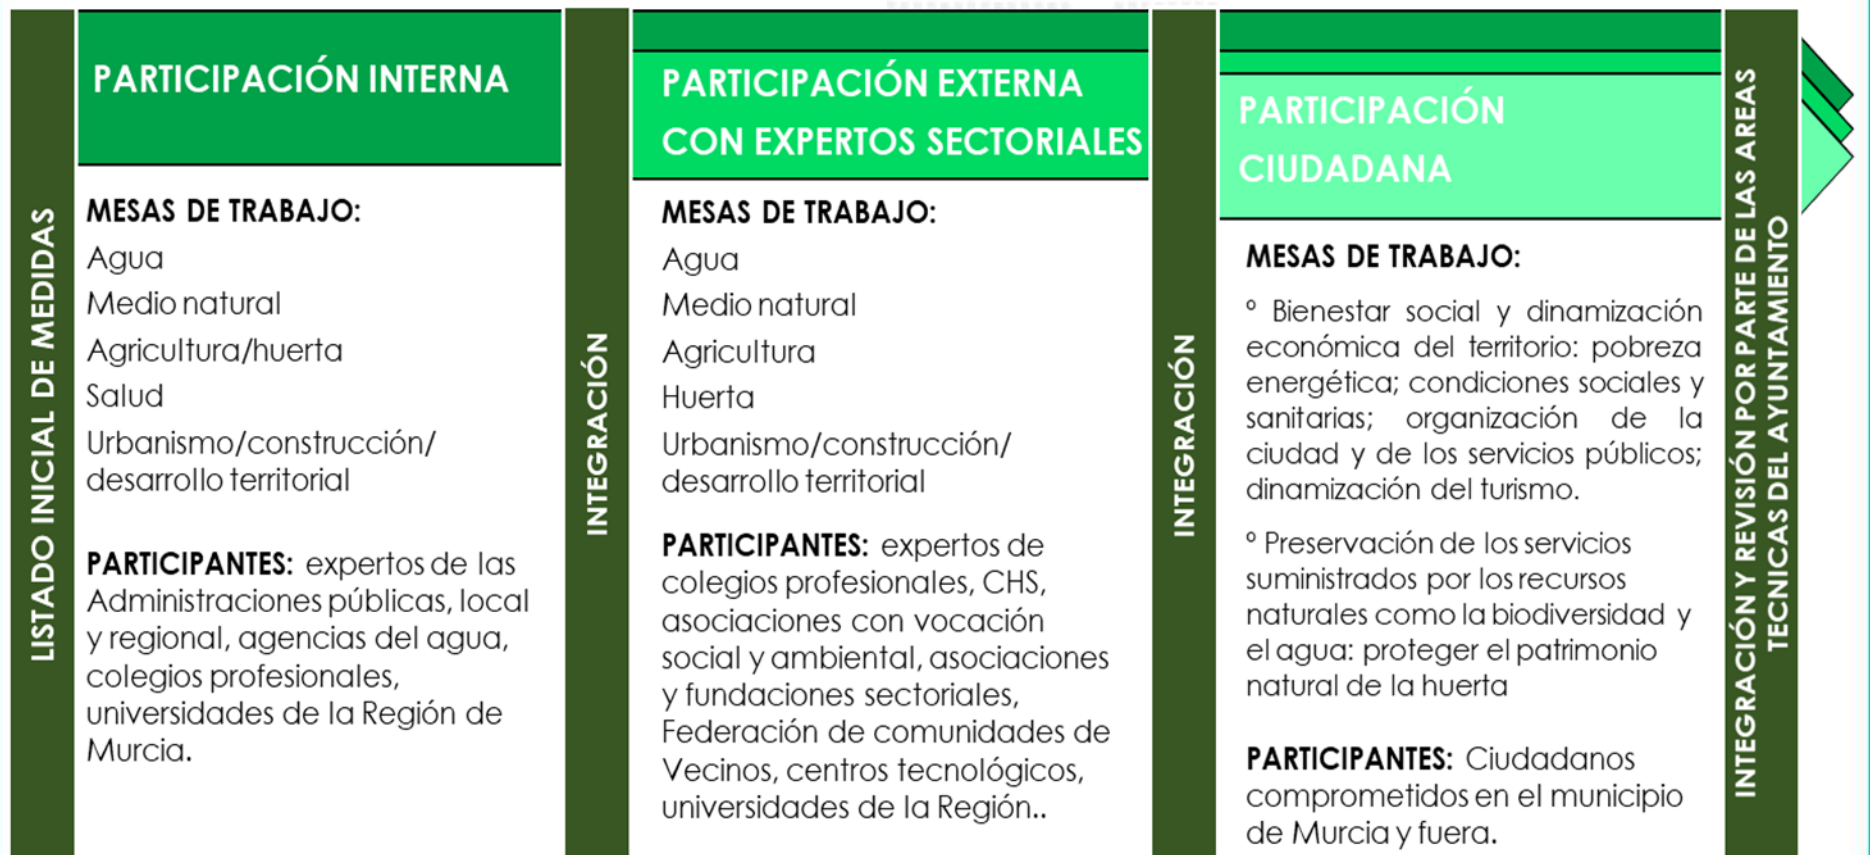 LISTADO INICIAL DE MEDIDAS
PARTICIPACIÓN INTERNA
MESAS DE TRABAJO:
Agua
Medio natural
Agricultura/huerta
Salud
Urbanismo/construcción/
desarrollo territorial
PARTICIPANTES: expertos de las
Administraciones públicas, local
y regional, agencias del agua,
colegios profesionales,
universidades de la Región de
Murcia.
INTEGRACIÓN
PARTICIPACIÓN EXTERNA
CON EXPERTOS SECTORIALES
MESAS DE TRABAJO:
Agua
Medio natural
Agricultura
Huerta
Urbanismo/construcción/
desarrollo territorial
PARTICIPANTES: expertos de
colegios profesionales, CHS,
asociaciones con vocación
social y ambiental, asociaciones
y fundaciones sectoriales,
Federación de comunidades de
Vecinos, centros tecnológicos,
universidades de la Región..
INTEGRACIÓN
PARTICIPACIÓN
CIUDADANA
MESAS DE TRABAJO:
º Bienestar social y dinamización
económica del territorio: pobreza
energética; condiciones sociales y
sanitarias; organización de la
ciudad y de los servicios públicos;
dinamización del turismo.
º Preservación de los servicios
suministrados por los recursos
naturales como la biodiversidad y
el agua: proteger el patrimonio
natural de la huerta
PARTICIPANTES: Ciudadanos
comprometidos en el municipio
de Murcia y fuera.
INTEGRACIÓN Y REVISIÓN POR PARTE DE LAS AREAS
TECNICAS DEL AYUNTAMIENTO